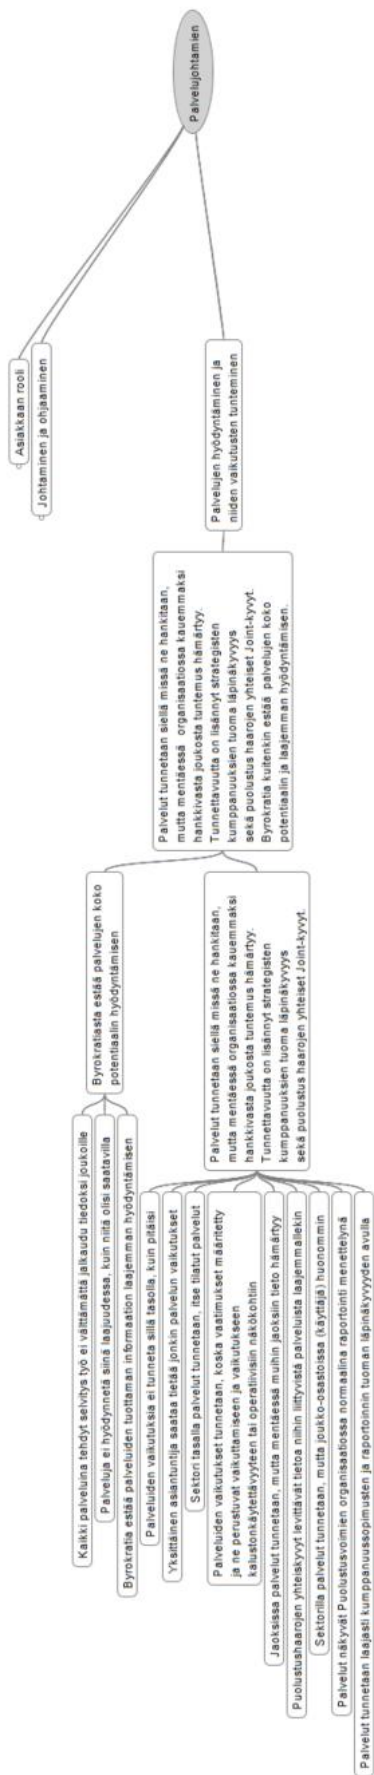 Palvelujohtamien
Asiakkaan rooli
Johtaminen ja ohjaaminen
Palvelujen hyödyntäminen ja
niiden vaikutusten tunteminen
Palvelut tunnetaan siellä missä ne hankitaan,
mutta mentäessä organisaatiossa kauemmaksi
hankkivasta joukosta tuntemus hämärtyy.
Tunnettavuutta on lisännyt strategisten
kumppanuuksien tuoma läpinäkyvyys
sekä puolustus haarojen yhteiset Joint-kyvyt.
Byrokratia kuitenkin estää palvelujen koko
potentiaalin ja laajemman hyödyntämisen.
Byrokratiasta estää palvelujen koko
potentiaalin hyödyntämisen
Palvelut tunnetaan siellä missä ne hankitaan,
mutta mentäessä organisaatiossa kauemmaksi
hankkivasta joukosta tuntemus hämärtyy.
Tunnettavuutta on lisännyt strategisten
kumppanuuksien tuoma läpinäkyvyys
sekä puolustus haarojen yhteiset Joint-kyvyt.
Kaikki palveluina tehdyt selvitys työ ei välttämättä jalkaudu tiedoksi joukoille
Palveluja ei hyödynnetä siinä laajuudessa, kuin niitä olisi saatavilla
Byrokratia estää palveluiden tuottaman informaation laajemman hyödyntämisen
Palveluiden vaikutuksia ei tunneta sillä tasolla, kuin pitäisi
Yksittäinen asiantuntija saataa tietää jonkin palvelun vaikutukset
Sektori tasalla palvelut tunnetaan, itse tilatut palvelut
Palveluiden vaikutukset tunnetaan, koska vaatimukset määritetty
ja ne perustuvat vaikuttamiseen ja vaikutukseen
kalustonkäytettävyyteen tai operatiivisiin näkökohtiin
Jaoksissa palvelut tunnetaan, mutta mentäessä muihin jaoksiin tieto hämärtyy
Puolustushaarojen yhteiskyvyt levittävät tietoa niihin liittyvistä palveluista laajemmallekin
Sektorilla palvelut tunnetaan, mutta joukko-osastoissa (käyttäjä) huonommin
Palvelut näkyvät Puolustusvoimien organisaatiossa normaalina raportointi menettelynä
Palvelut tunnetaan laajasti kumppanuussopimusten ja raportoinnin tuoman läpinäkyvyyden avulla